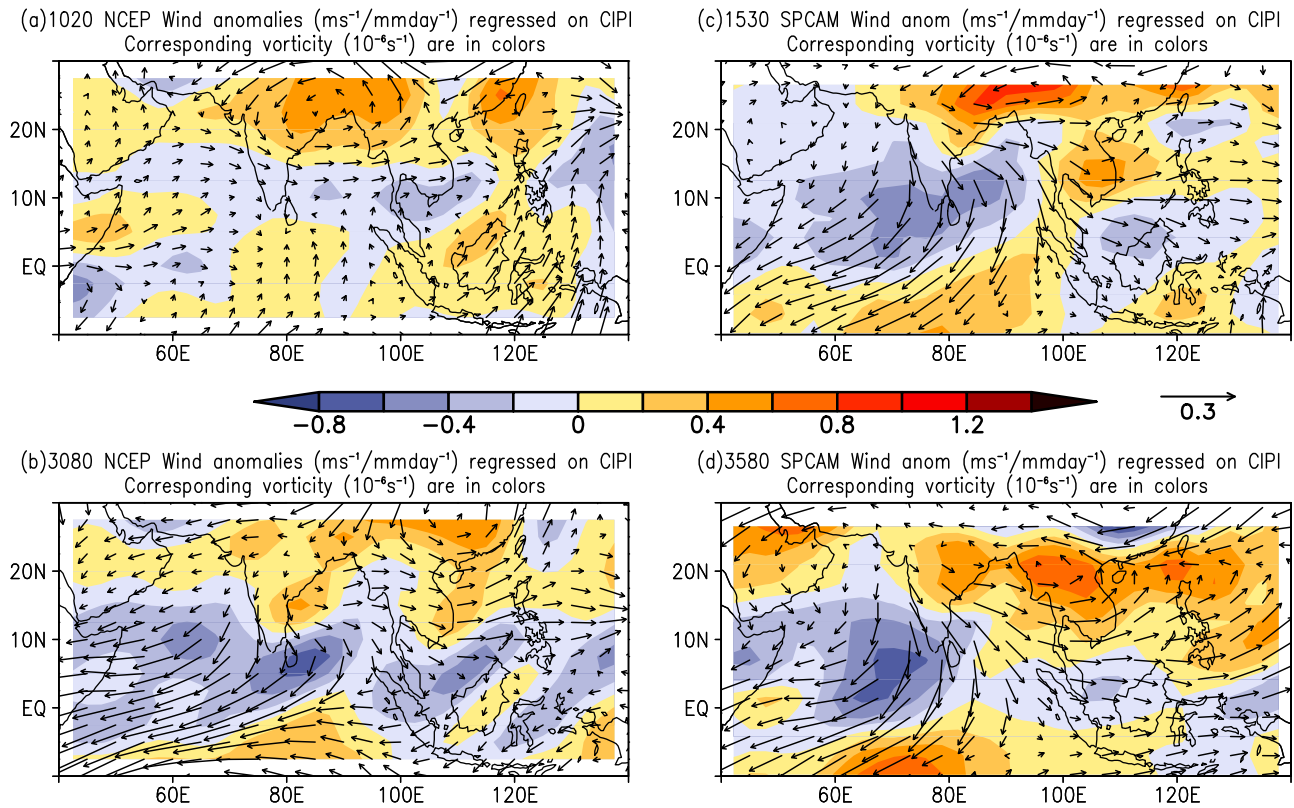 (a)1020 NCEP Wind anomalies (ms⁻¹/mmday⁻¹) regressed on CIPI
Corresponding vorticity (10⁻⁶s⁻¹) are in colors
20N
10N
EQ
60E 80E 100E 120E
(c)1530 SPCAM Wind anom (ms⁻¹/mmday⁻¹) regressed on CIPI
Corresponding vorticity (10⁻⁶s⁻¹) are in colors
20N
10N
EQ
60E 80E 100E 120E
−0.8 −0.4 0 0.4 0.8 1.2
0.3
(b)3080 NCEP Wind anomalies (ms⁻¹/mmday⁻¹) regressed on CIPI
Corresponding vorticity (10⁻⁶s⁻¹) are in colors
20N
10N
EQ
60E 80E 100E 120E
(d)3580 SPCAM Wind anom (ms⁻¹/mmday⁻¹) regressed on CIPI
Corresponding vorticity (10⁻⁶s⁻¹) are in colors
20N
10N
EQ
60E 80E 100E 120E